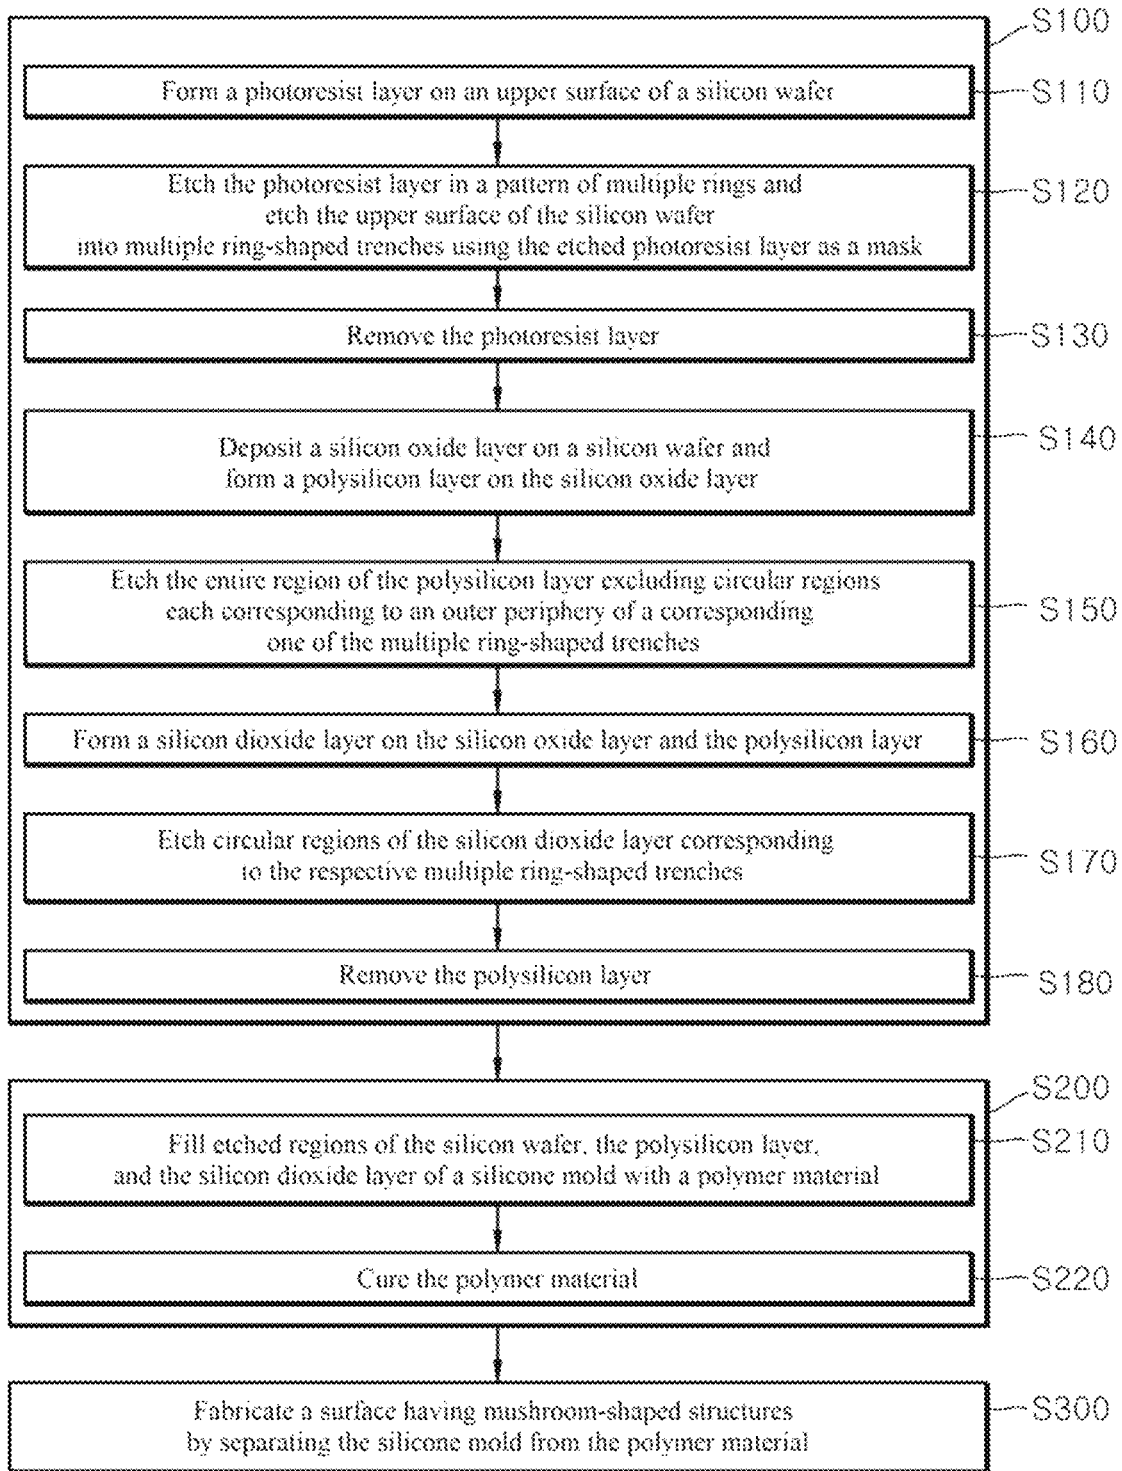 S100
Form a photoresist layer on an upper surface of a silicon wafer
S110
Etch the photoresist layer in a pattern of multiple rings and
etch the upper surface of the silicon wafer
into multiple ring-shaped trenches using the etched photoresist layer as a mask
S120
Remove the photoresist layer
S130
Deposit a silicon oxide layer on a silicon wafer and
form a polysilicon layer on the silicon oxide layer
S140
Etch the entire region of the polysilicon layer excluding circular regions
each corresponding to an outer periphery of a corresponding
one of the multiple ring-shaped trenches
S150
Form a silicon dioxide layer on the silicon oxide layer and the polysilicon layer
S160
Etch circular regions of the silicon dioxide layer corresponding
to the respective multiple ring-shaped trenches
S170
Remove the polysilicon layer
S180
S200
Fill etched regions of the silicon wafer, the polysilicon layer,
and the silicon dioxide layer of a silicone mold with a polymer material
S210
Cure the polymer material
S220
Fabricate a surface having mushroom-shaped structures
by separating the silicone mold from the polymer material
S300